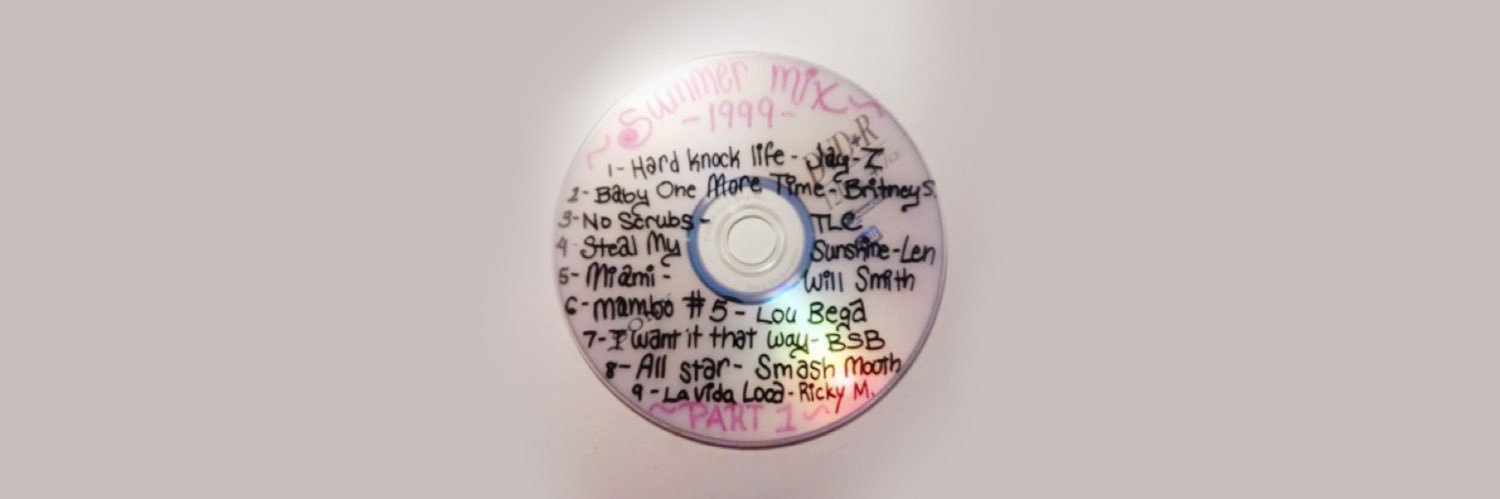 ~Summer mix~
-1999-
DVD+R
1- Hard knock life - Jay-Z
2- Baby One More Time - Britney S.
3- No Scrubs - TLC
4- Steal My Sunshine - Len
5- Miami - Will Smith
6- Mambo #5 - Lou Bega
7- I want it that way - BSB
8- All star - Smash Mouth
9 - La Vida Loca - Ricky M.
~PART 1~